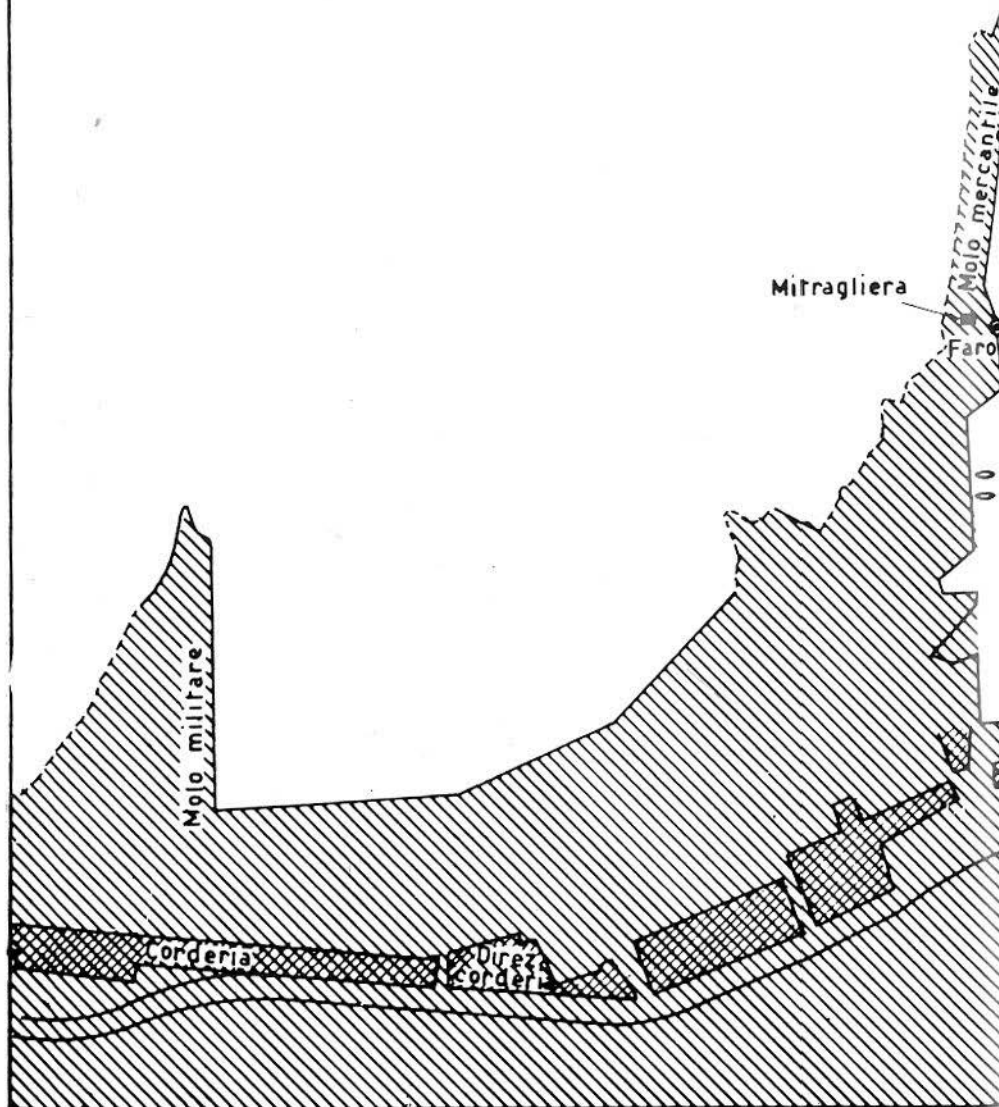 Molo mercantile
Mitragliera
Faro
Molo militare
Corderia
Direz
Corderi